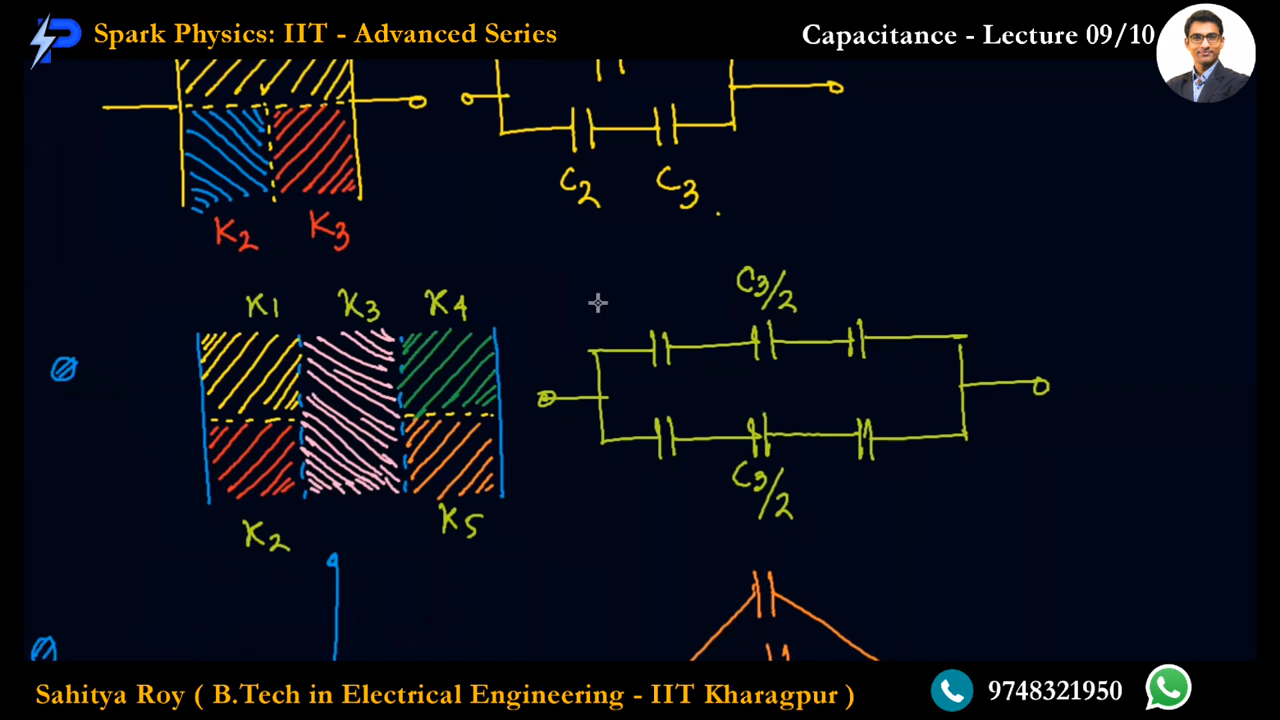 Spark Physics: IIT - Advanced Series
Capacitance - Lecture 09/10
C2 C3
K2 K3
K1 K3 K4
C3/2
C3/2
K2 K5
Sahitya Roy ( B.Tech in Electrical Engineering - IIT Kharagpur )
9748321950